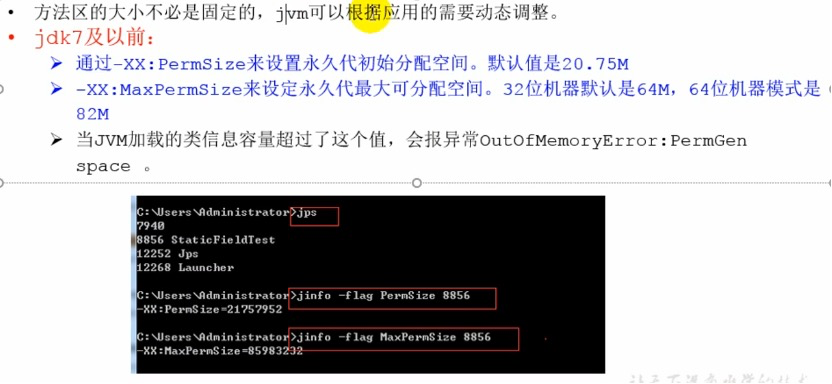 方法区的大小不必是固定的，jvm可以根据应用的需要动态调整。
jdk7及以前：
通过-XX:PermSize来设置永久代初始分配空间。默认值是20.75M
-XX:MaxPermSize来设定永久代最大可分配空间。32位机器默认是64M，64位机器模式是
82M
当JVM加载的类信息容量超过了这个值，会报异常OutOfMemoryError:PermGen
space 。
C:\Users\Administrator>jps
7940
8856 StaticFieldTest
12252 Jps
12268 Launcher
C:\Users\Administrator>jinfo -flag PermSize 8856
-XX:PermSize=21757952
C:\Users\Administrator>jinfo -flag MaxPermSize 8856
-XX:MaxPermSize=85983232